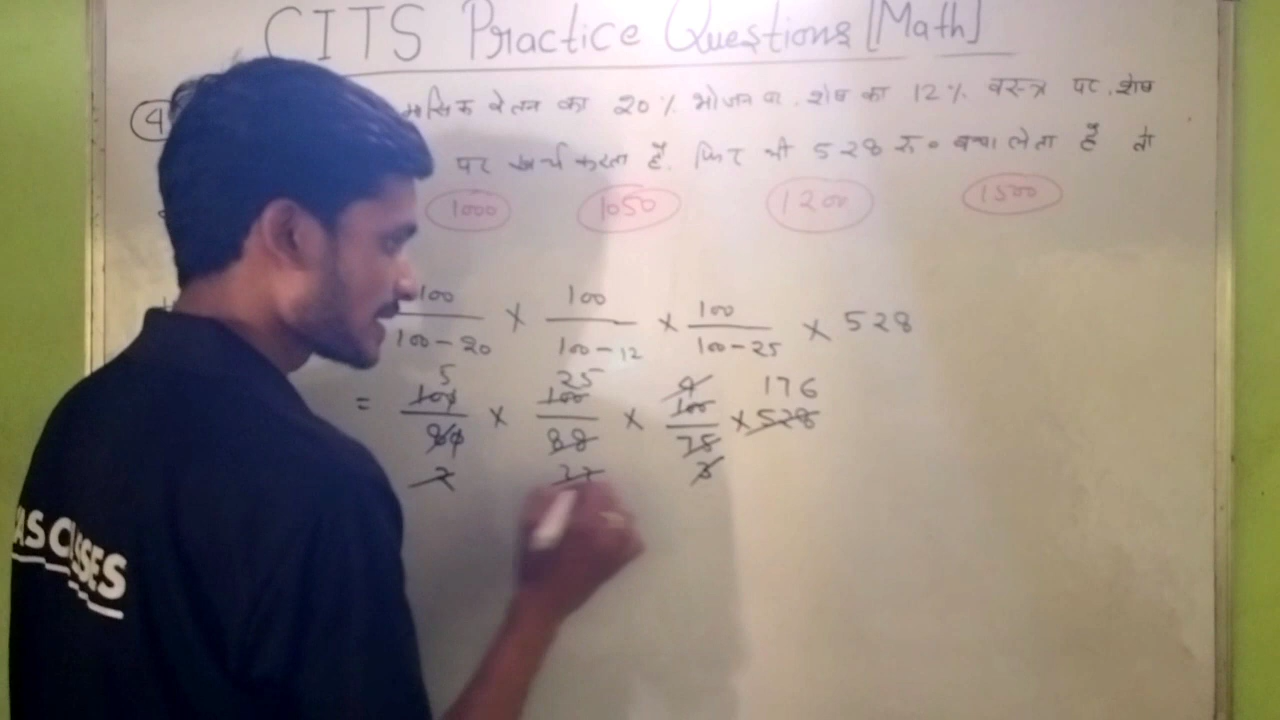 CITS Practice Questions [Math]
4 मासिक वेतन का 20% भोजन पर, शेष का 12% वस्त्र पर, शेष
पर खर्च करता हैं. फिर भी 528 रु० बचा लेता हैं तो
1000 1050 1200 1500
100 / 100-20 × 100 / 100-12 × 100 / 100-25 × 528
5 25 4 176
= 100 / 80 × 100 / 88 × 100 / 75 × 528
22 3
ASCLASSES